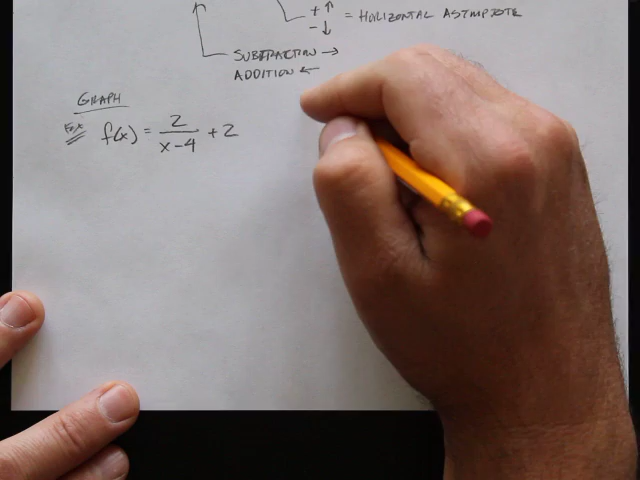 + ↑
- ↓ = HORIZONTAL ASYMPTOTE
SUBTRACTION →
ADDITION ←
GRAPH
Ex f(x) = 2/(x-4) + 2